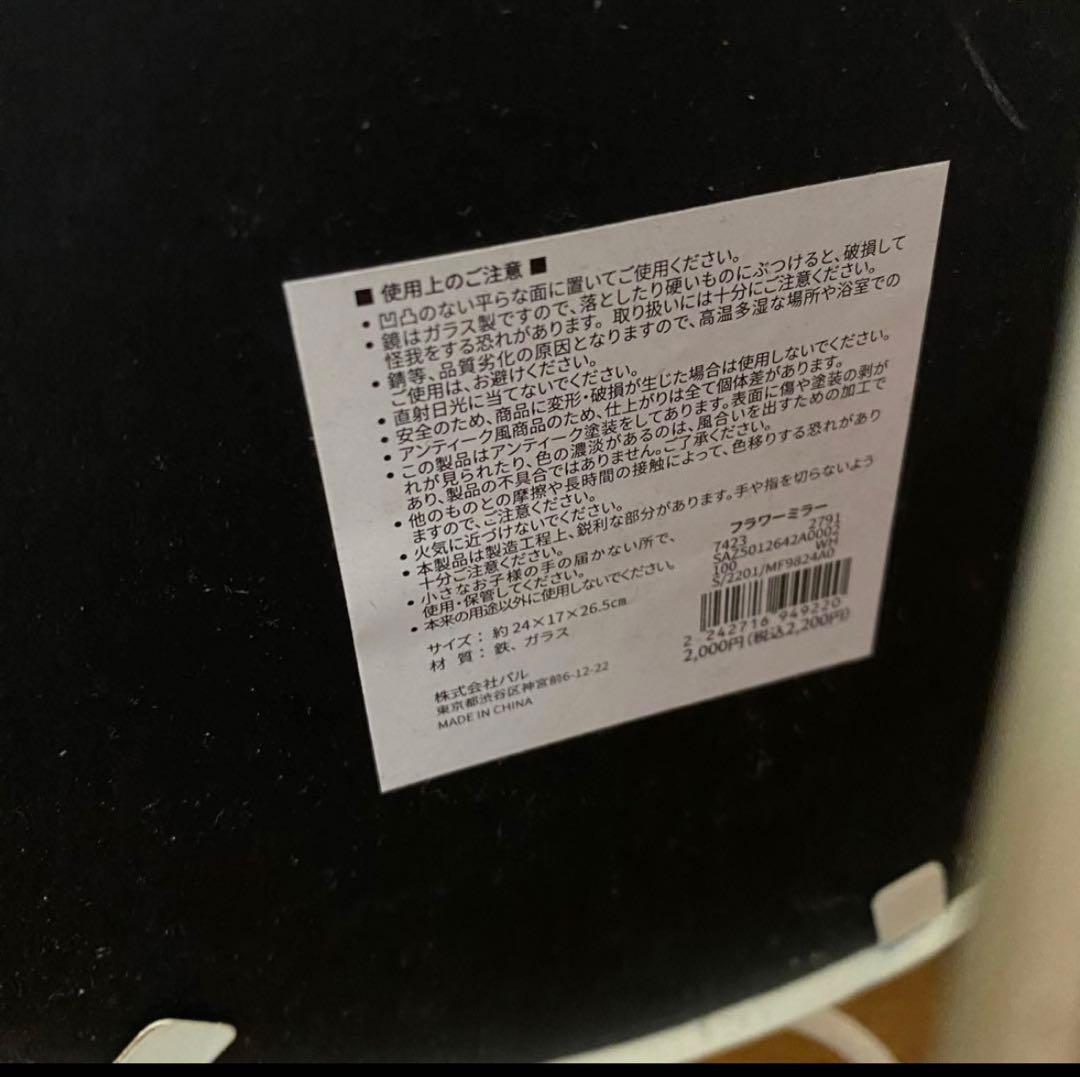 ■ 使用上のご注意 ■
・凹凸のない平らな面に置いてご使用ください。
・鏡はガラス製ですので、落としたり硬いものにぶつけると、破損して
怪我をする恐れがあります。取り扱いには十分にご注意ください。
・錆等、品質劣化の原因となりますので、高温多湿な場所や浴室での
ご使用は、お避けください。
・直射日光に当てないでください。
・安全のため、商品に変形・破損が生じた場合は使用しないでください。
・アンティーク風商品のため、仕上がりは全て個体差があります。
・この製品はアンティーク塗装をしてあります。表面に傷や塗装の剥が
れが見られたり、色の濃淡があるのは、風合いを出すための加工で
あり、製品の不具合ではありません。ご了承ください。
・他のものとの摩擦や長時間の接触によって、色移りする恐れがあり
ますので、ご注意ください。
・火気に近づけないでください。
・本製品は製造工程上、鋭利な部分があります。手や指を切らないよう
十分ご注意ください。
・小さなお子様の手の届かない所で、
使用・保管してください。
・本来の用途以外に使用しないでください。
サイズ：約24×17×26.5cm
材 質：鉄、ガラス
株式会社パル
東京都渋谷区神宮前6-12-22
MADE IN CHINA
フラワーミラー
7423 2791
SAZ5012642A0002
100 WH
S/2201/MF9824A0
2 242716 949220
2,000円(税込2,200円)